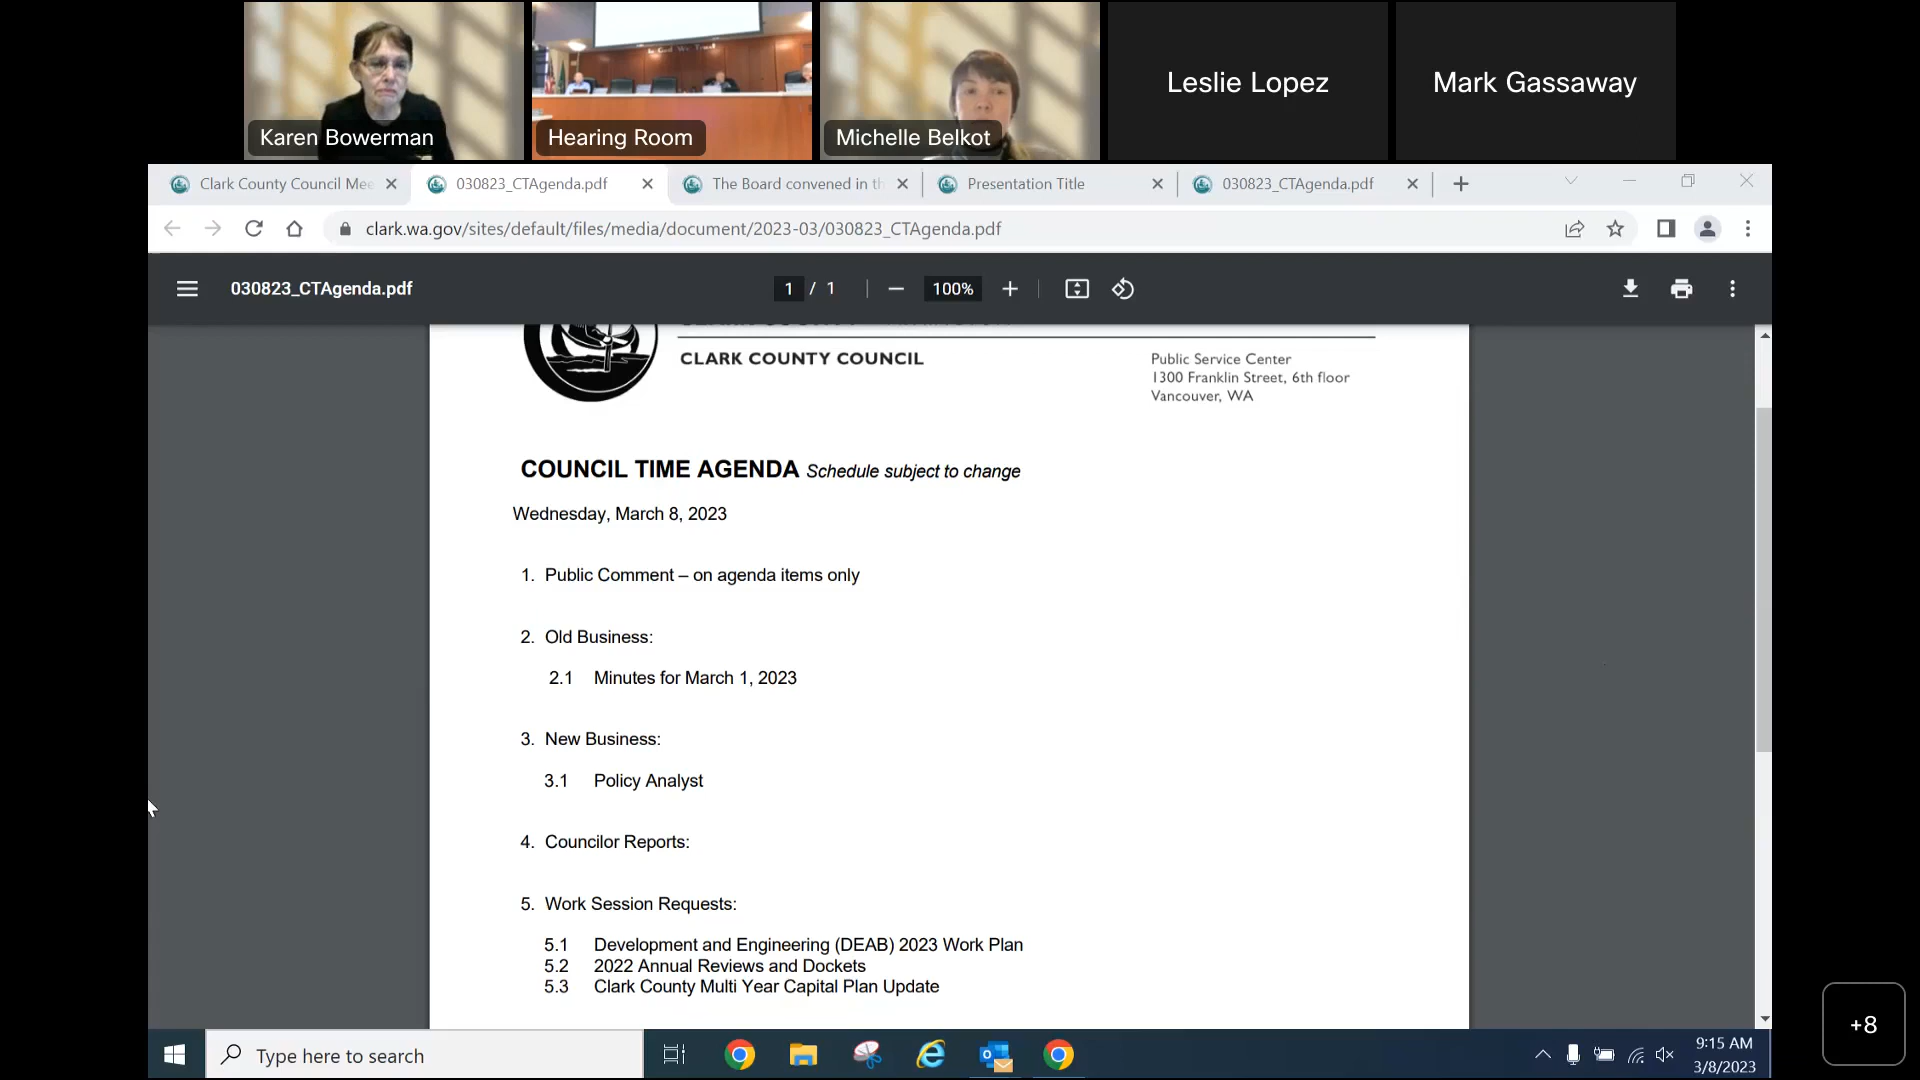 In God We Trust
Karen Bowerman
Hearing Room
Michelle Belkot
Leslie Lopez
Mark Gassaway
Clark County Council Mee
030823_CTAgenda.pdf
The Board convened in th
Presentation Title
030823_CTAgenda.pdf
clark.wa.gov/sites/default/files/media/document/2023-03/030823_CTAgenda.pdf
030823_CTAgenda.pdf
1 / 1
100%
CLARK COUNTY COUNCIL
Public Service Center
1300 Franklin Street, 6th floor
Vancouver, WA
COUNCIL TIME AGENDA Schedule subject to change
Wednesday, March 8, 2023
1. Public Comment – on agenda items only
2. Old Business:
2.1 Minutes for March 1, 2023
3. New Business:
3.1 Policy Analyst
4. Councilor Reports:
5. Work Session Requests:
5.1 Development and Engineering (DEAB) 2023 Work Plan
5.2 2022 Annual Reviews and Dockets
5.3 Clark County Multi Year Capital Plan Update
+8
Type here to search
9:15 AM
3/8/2023